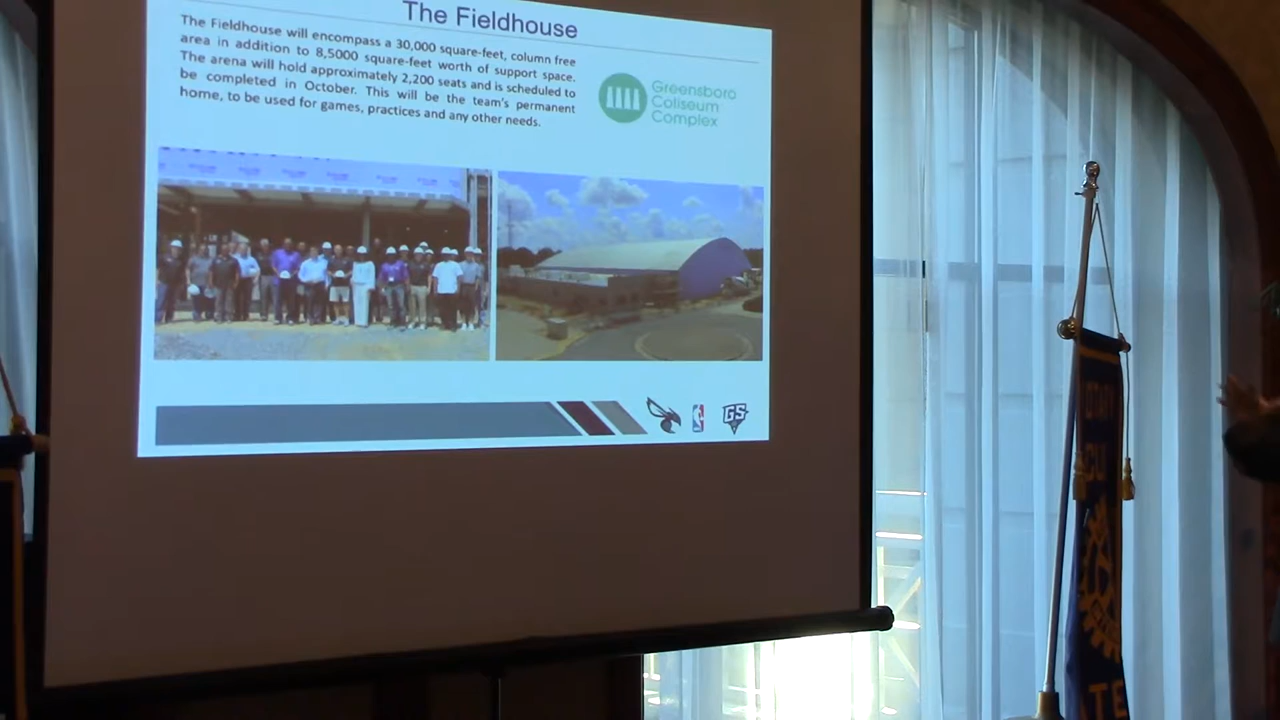 The Fieldhouse
The Fieldhouse will encompass a 30,000 square-feet, column free
area in addition to 8,5000 square-feet worth of support space.
The arena will hold approximately 2,200 seats and is scheduled to
be completed in October. This will be the team's permanent
home, to be used for games, practices and any other needs.
Greensboro
Coliseum
Complex
GS